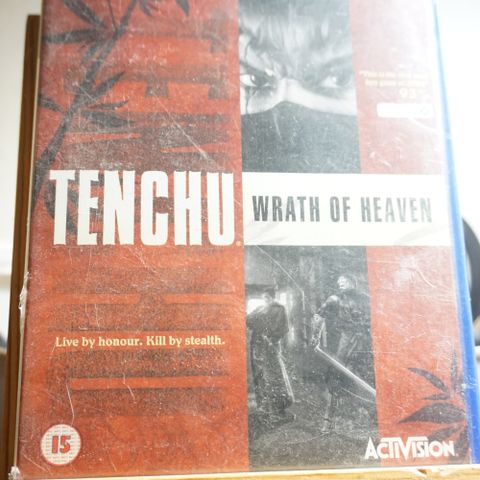 TENCHU®
WRATH OF HEAVEN
Live by honour. Kill by stealth.
15
ACTIVISION